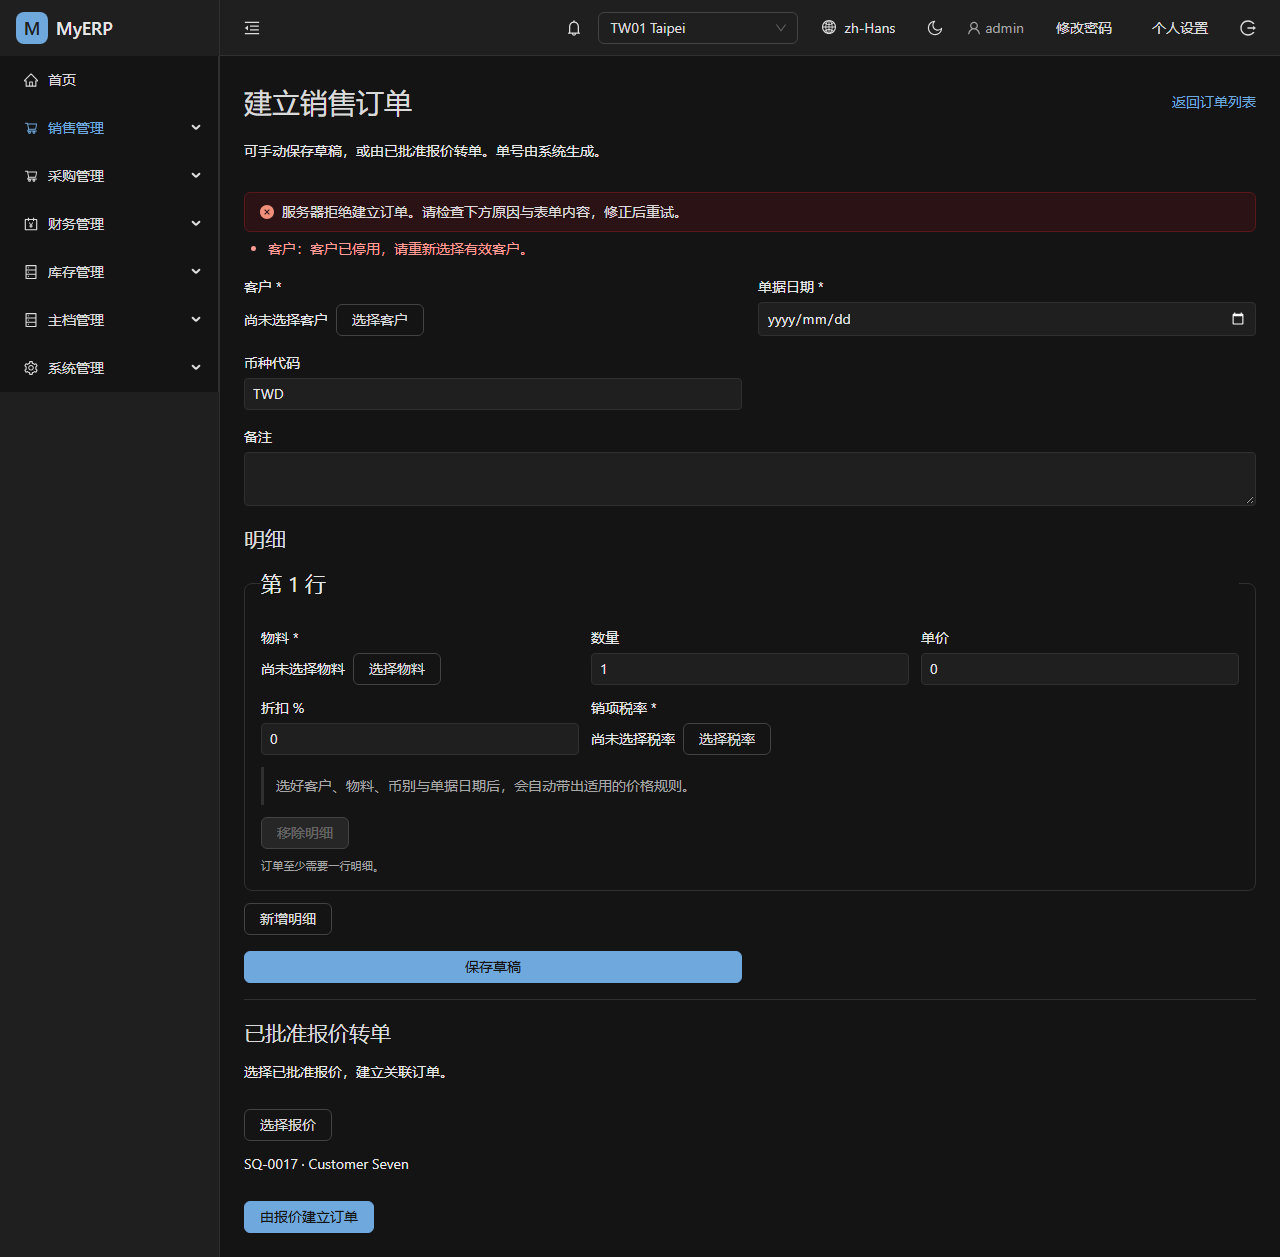 M MyERP
TW01 Taipei
zh-Hans
admin
修改密码
个人设置
首页
销售管理
采购管理
财务管理
库存管理
主档管理
系统管理
建立销售订单
返回订单列表
可手动保存草稿，或由已批准报价转单。单号由系统生成。
服务器拒绝建立订单。请检查下方原因与表单内容，修正后重试。
• 客户：客户已停用，请重新选择有效客户。
客户 *
单据日期 *
尚未选择客户 选择客户
yyyy/mm/dd
币种代码
TWD
备注
明细
第 1 行
物料 *
数量
单价
尚未选择物料 选择物料
1
0
折扣 %
销项税率 *
0
尚未选择税率 选择税率
选好客户、物料、币别与单据日期后，会自动带出适用的价格规则。
移除明细
订单至少需要一行明细。
新增明细
保存草稿
已批准报价转单
选择已批准报价，建立关联订单。
选择报价
SQ-0017 · Customer Seven
由报价建立订单